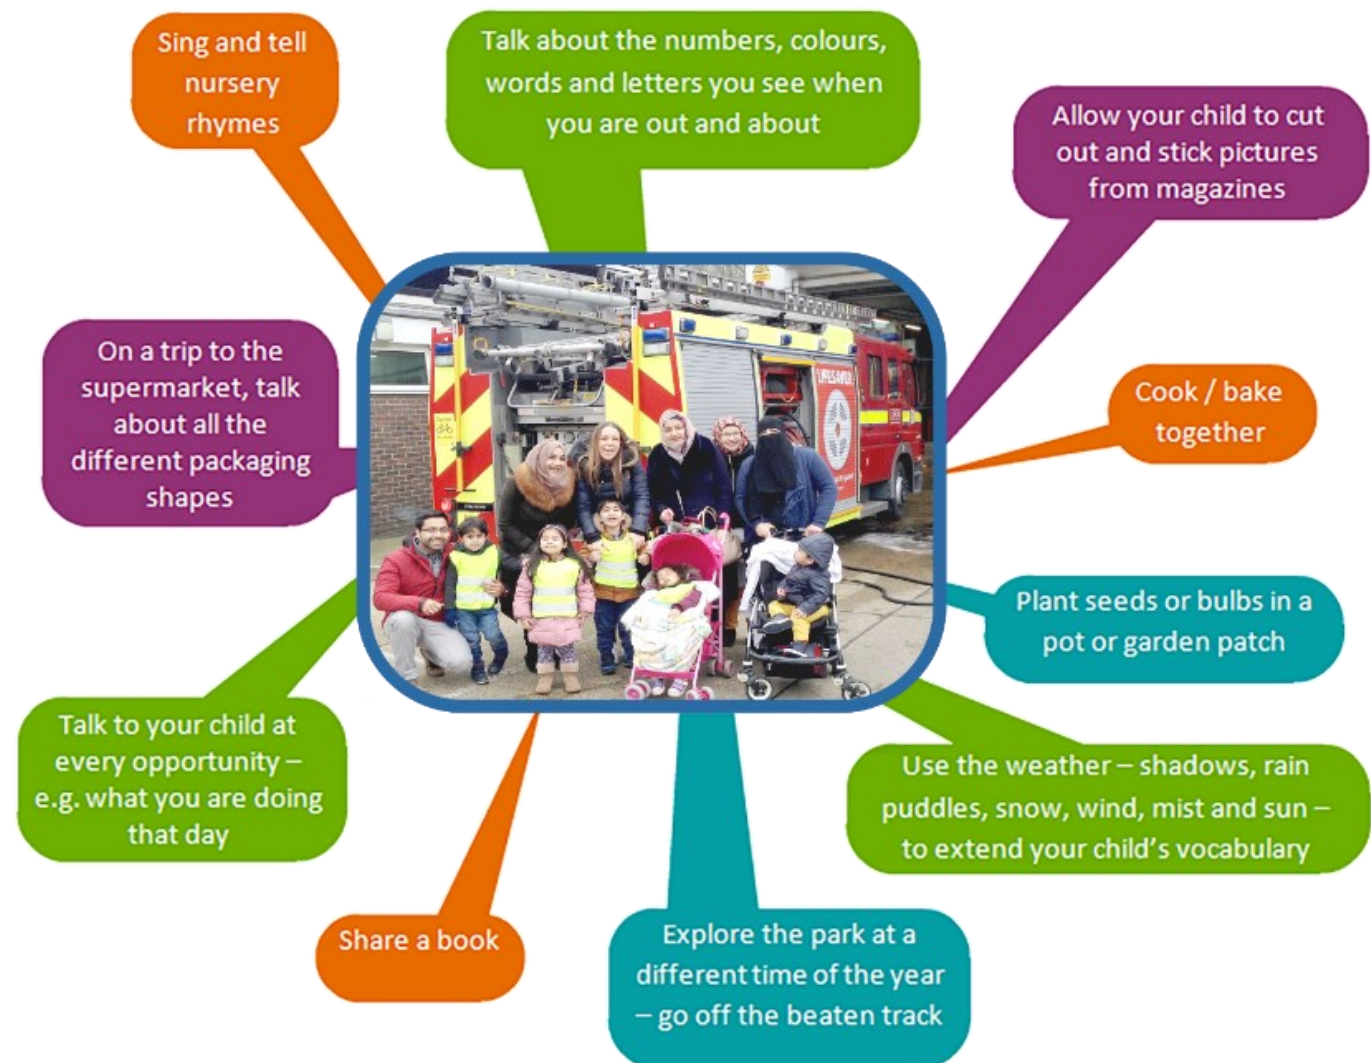 Sing and tell
nursery
rhymes
Talk about the numbers, colours,
words and letters you see when
you are out and about
Allow your child to cut
out and stick pictures
from magazines
On a trip to the
supermarket, talk
about all the
different packaging
shapes
Cook / bake
together
Plant seeds or bulbs in a
pot or garden patch
Talk to your child at
every opportunity –
e.g. what you are doing
that day
Use the weather – shadows, rain
puddles, snow, wind, mist and sun –
to extend your child’s vocabulary
Share a book
Explore the park at a
different time of the year
– go off the beaten track